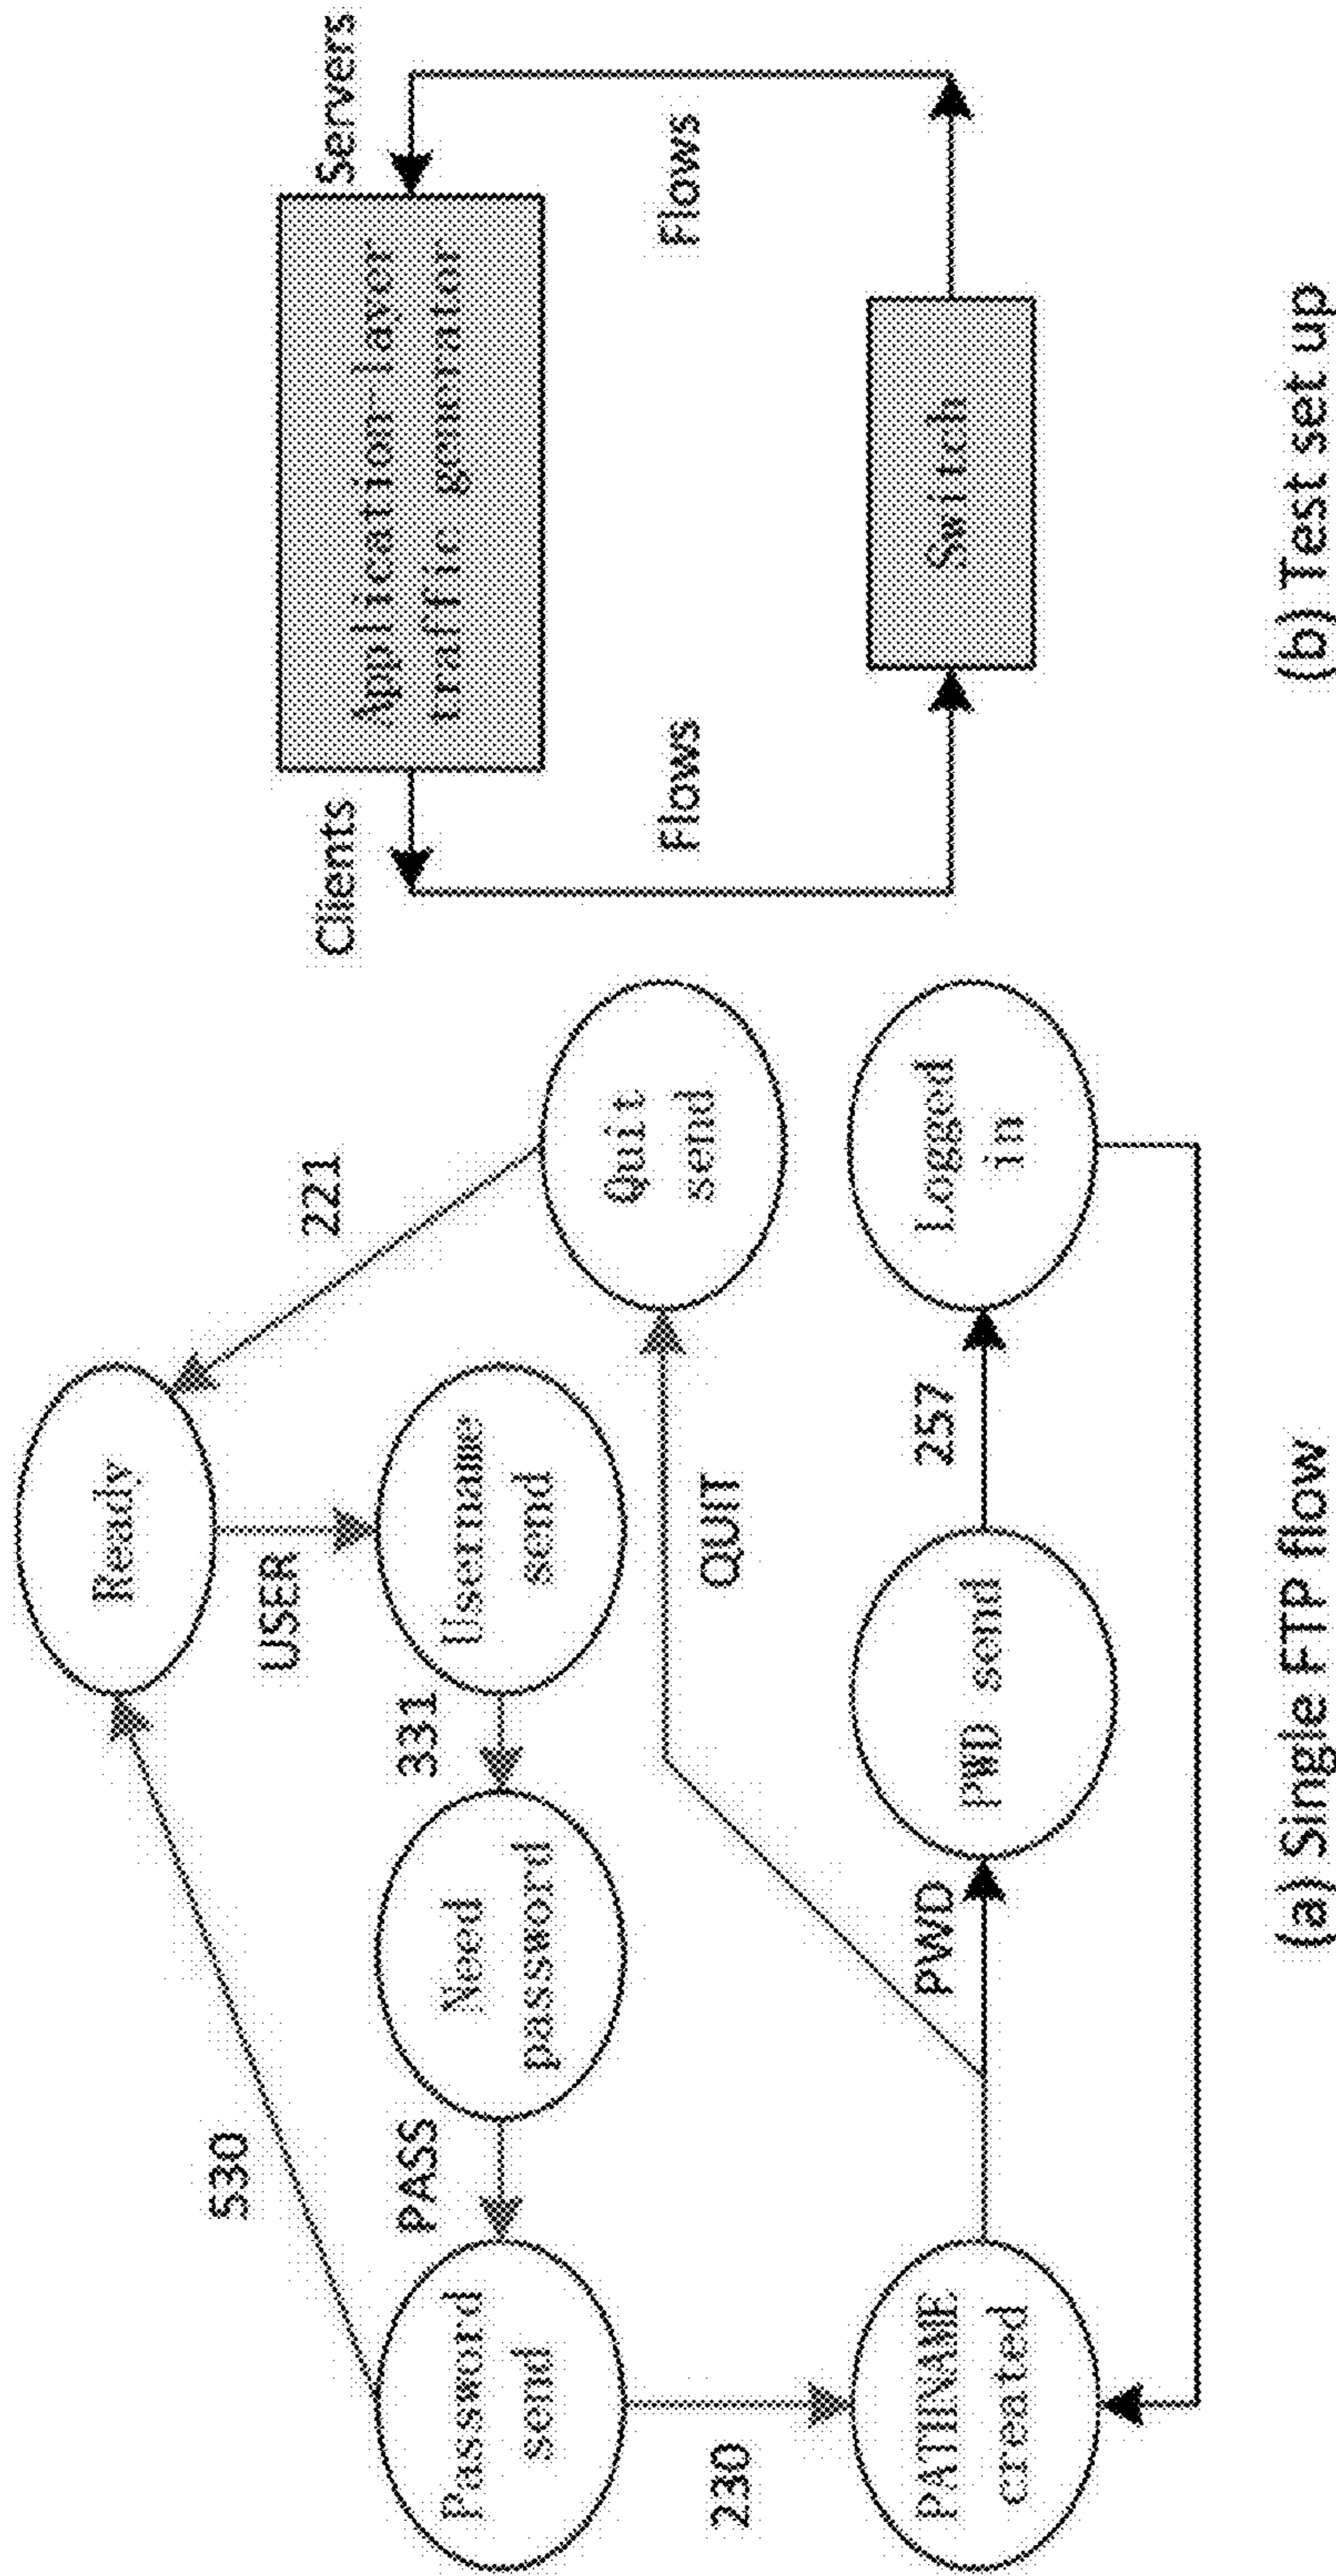 Ready
530
221
USER
Password
send
PASS
Need
password
331
Username
send
Quit
send
QUIT
230
PATHNAME
created
PWD
PWD send
257
Logged
in
(a) Single FTP flow
Clients
Servers
Application layer
traffic generator
Flows
Flows
Switch
(b) Test set up